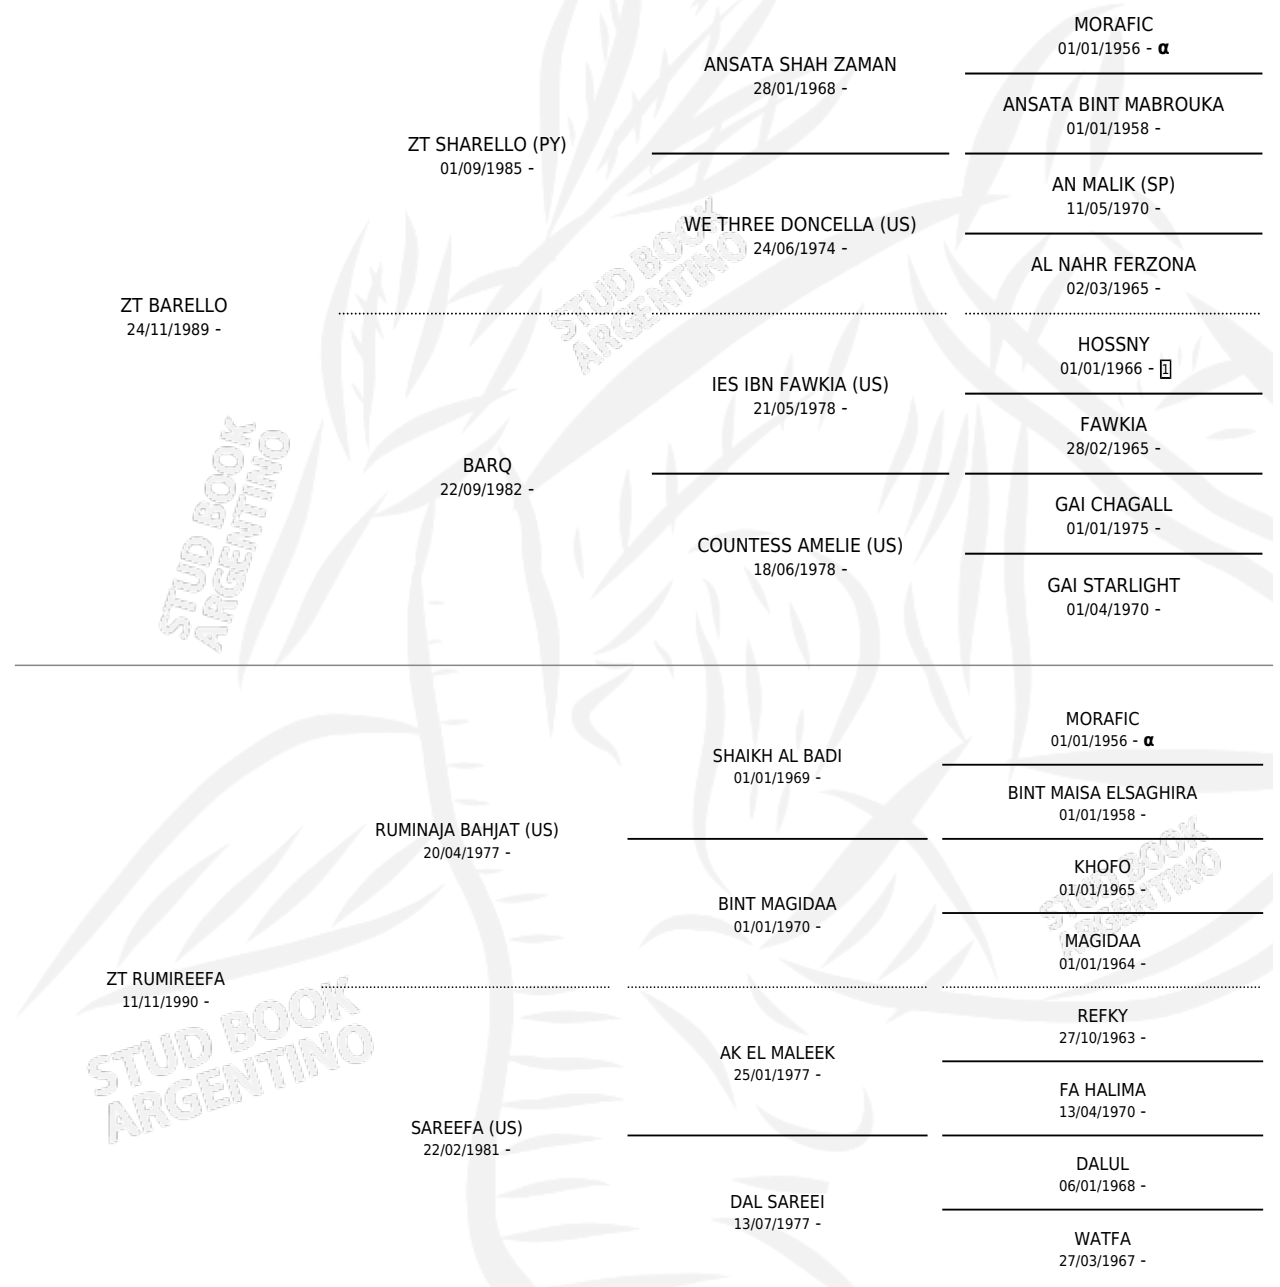 MORAFIC
01/01/1956 - α
ANSATA SHAH ZAMAN
28/01/1968 -
ANSATA BINT MABROUKA
01/01/1958 -
ZT SHARELLO (PY)
01/09/1985 -
AN MALIK (SP)
11/05/1970 -
WE THREE DONCELLA (US)
24/06/1974 -
AL NAHR FERZONA
02/03/1965 -
ZT BARELLO
24/11/1989 -
HOSSNY
01/01/1966 - 1
IES IBN FAWKIA (US)
21/05/1978 -
FAWKIA
28/02/1965 -
BARQ
22/09/1982 -
GAI CHAGALL
01/01/1975 -
COUNTESS AMELIE (US)
18/06/1978 -
GAI STARLIGHT
01/04/1970 -
STUD BOOK
ARGENTINO
STUD BOOK
ARGENTINO
MORAFIC
01/01/1956 - α
SHAIKH AL BADI
01/01/1969 -
BINT MAISA ELSAGHIRA
01/01/1958 -
RUMINAJA BAHJAT (US)
20/04/1977 -
KHOFO
01/01/1965 -
BINT MAGIDAA
01/01/1970 -
MAGIDAA
01/01/1964 -
ZT RUMIREEFA
11/11/1990 -
REFKY
27/10/1963 -
AK EL MALEEK
25/01/1977 -
FA HALIMA
13/04/1970 -
SAREEFA (US)
22/02/1981 -
DALUL
06/01/1968 -
DAL SAREEI
13/07/1977 -
WATFA
27/03/1967 -
STUD BOOK
ARGENTINO
STUD BOOK
ARGENTINO